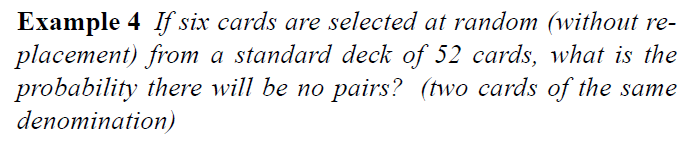 Example 4 If six cards are selected at random (without re-
placement) from a standard deck of 52 cards, what is the
probability there will be no pairs? (two cards of the same
denomination)